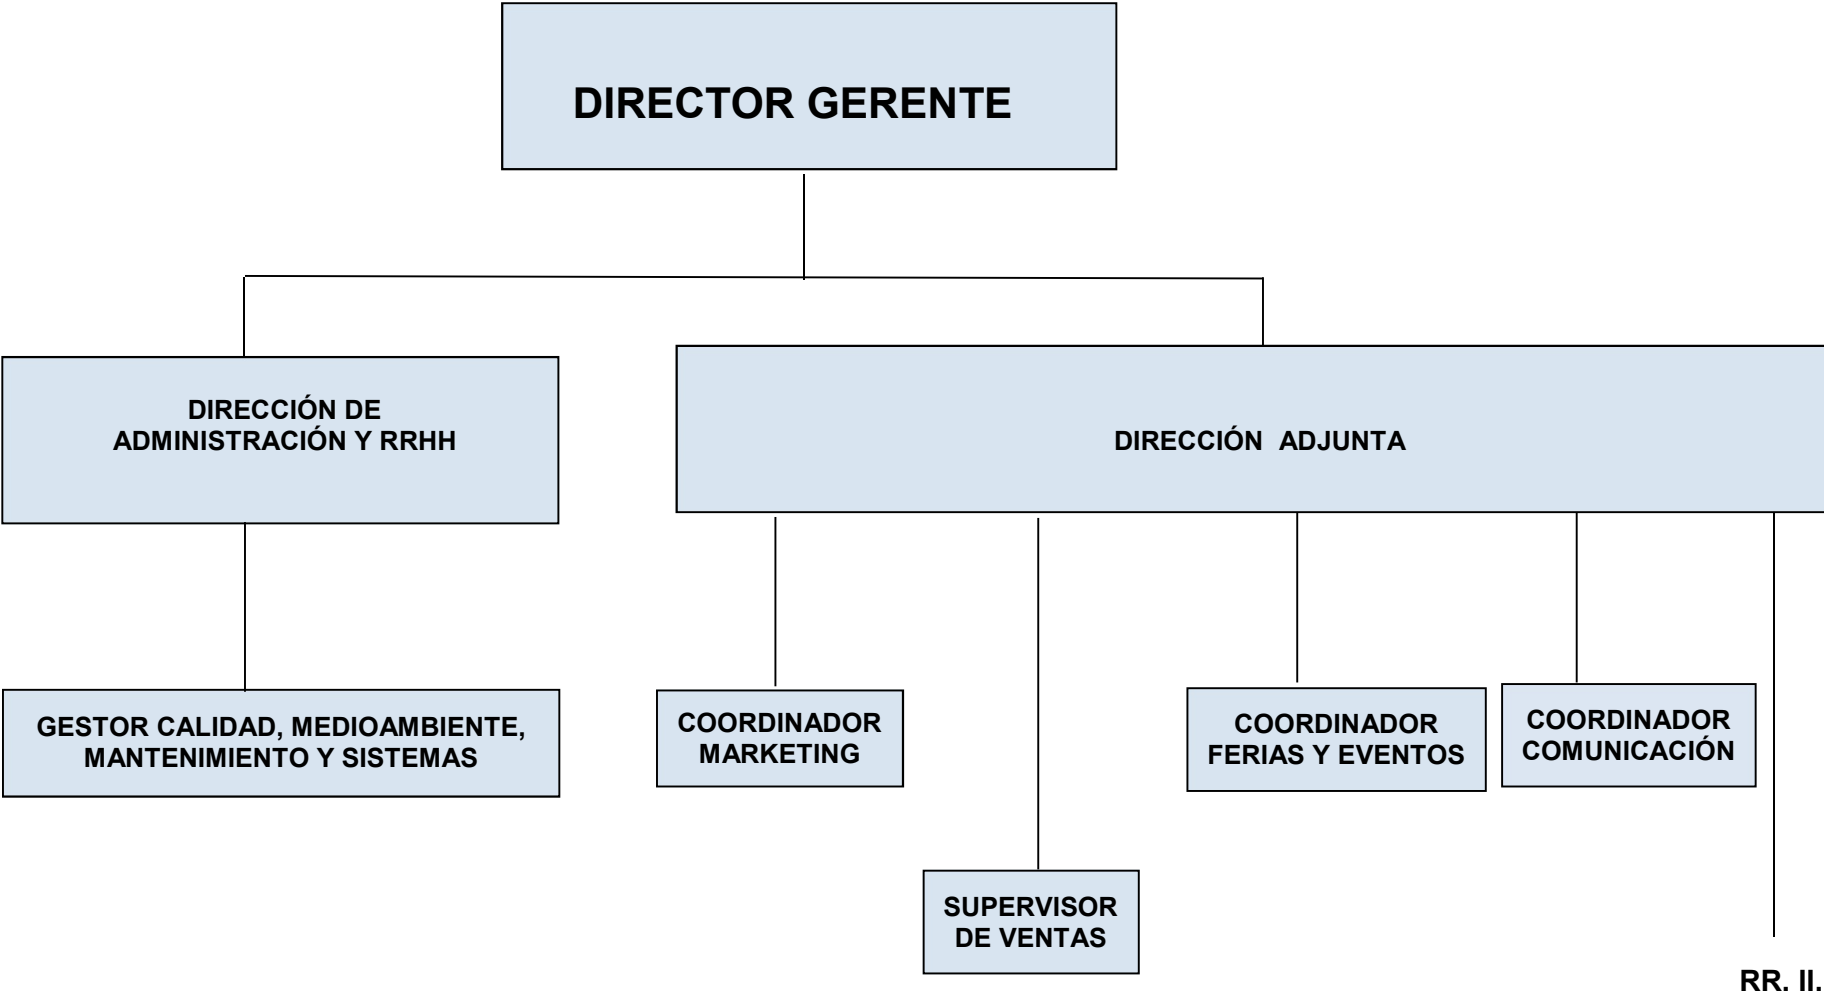 DIRECTOR GERENTE
DIRECCIÓN DE
ADMINISTRACIÓN Y RRHH
DIRECCIÓN ADJUNTA
GESTOR CALIDAD, MEDIOAMBIENTE,
MANTENIMIENTO Y SISTEMAS
COORDINADOR
MARKETING
COORDINADOR
FERIAS Y EVENTOS
COORDINADOR
COMUNICACIÓN
SUPERVISOR
DE VENTAS
RR. II.